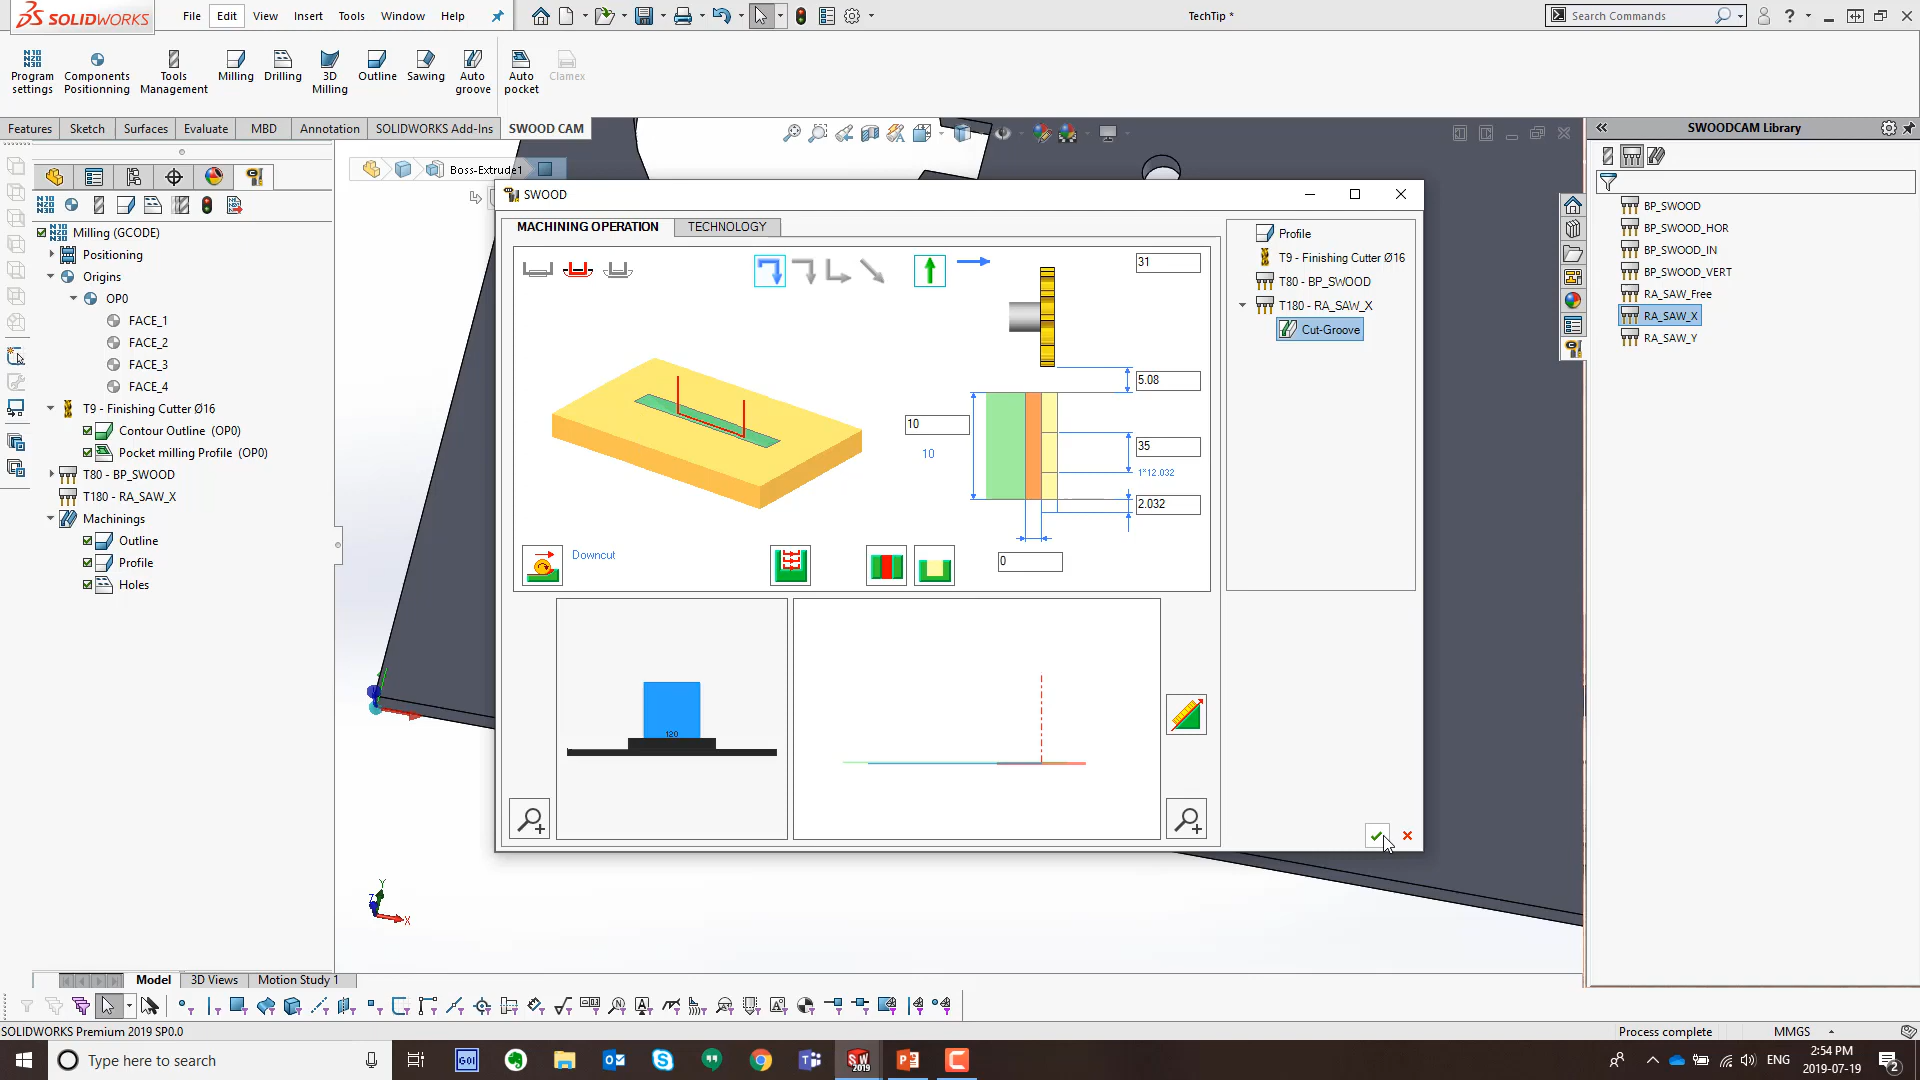 SOLIDWORKS
File Edit View Insert Tools Window Help
TechTip *
Search Commands
Program settings
Components Positionning
Tools Management
Milling
Drilling
3D Milling
Outline
Sawing
Auto groove
Auto pocket
Clamex
Features Sketch Surfaces Evaluate MBD Annotation SOLIDWORKS Add-Ins SWOOD CAM
Boss-Extrude1
Milling (GCODE)
Positioning
Origins
OP0
FACE_1
FACE_2
FACE_3
FACE_4
T9 - Finishing Cutter Ø16
Contour Outline (OP0)
Pocket milling Profile (OP0)
T80 - BP_SWOOD
T180 - RA_SAW_X
Machinings
Outline
Profile
Holes
SWOOD
MACHINING OPERATION TECHNOLOGY
31
5.08
10
10
35
1*12.032
2.032
0
Downcut
120
Profile
T9 - Finishing Cutter Ø16
T80 - BP_SWOOD
T180 - RA_SAW_X
Cut-Groove
SWOODCAM Library
BP_SWOOD
BP_SWOOD_HOR
BP_SWOOD_IN
BP_SWOOD_VERT
RA_SAW_Free
RA_SAW_X
RA_SAW_Y
Y
Z
X
Model 3D Views Motion Study 1
SOLIDWORKS Premium 2019 SP0.0
Process complete
MMGS
Type here to search
GOI
SW 2019
ENG
2:54 PM
2019-07-19
2